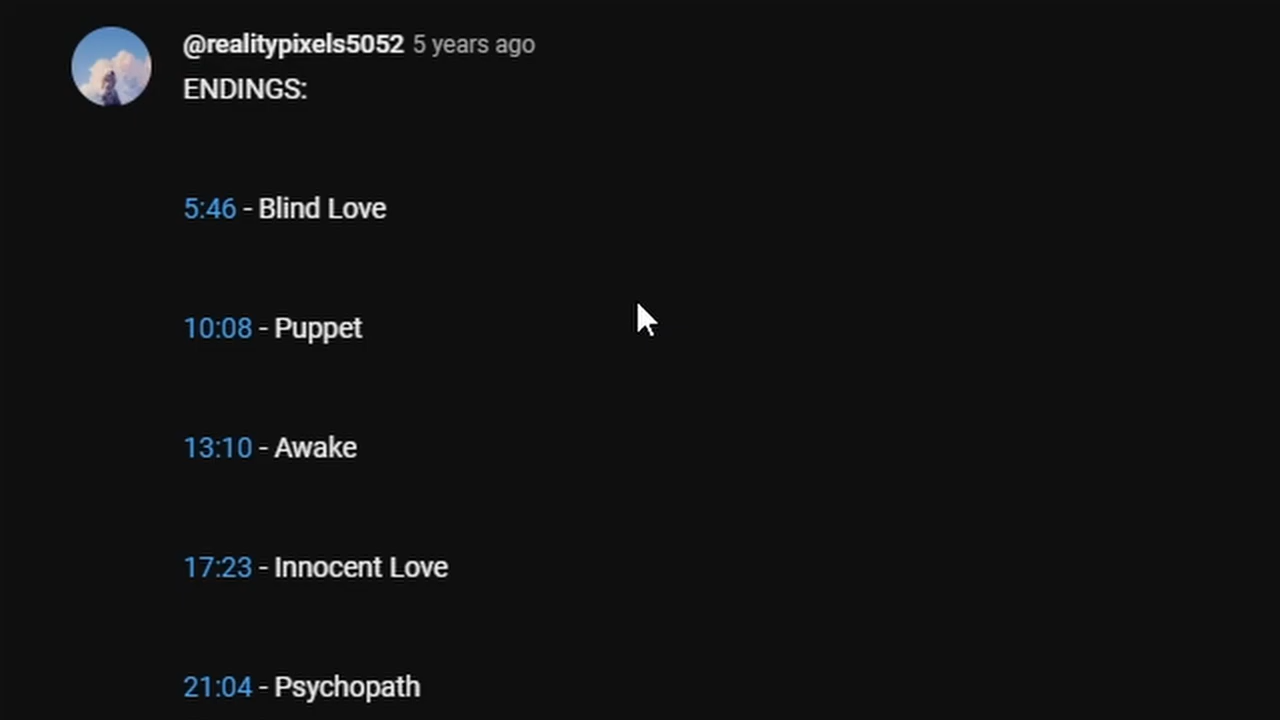 @realitypixels5052 5 years ago
ENDINGS:
5:46 - Blind Love
10:08 - Puppet
13:10 - Awake
17:23 - Innocent Love
21:04 - Psychopath